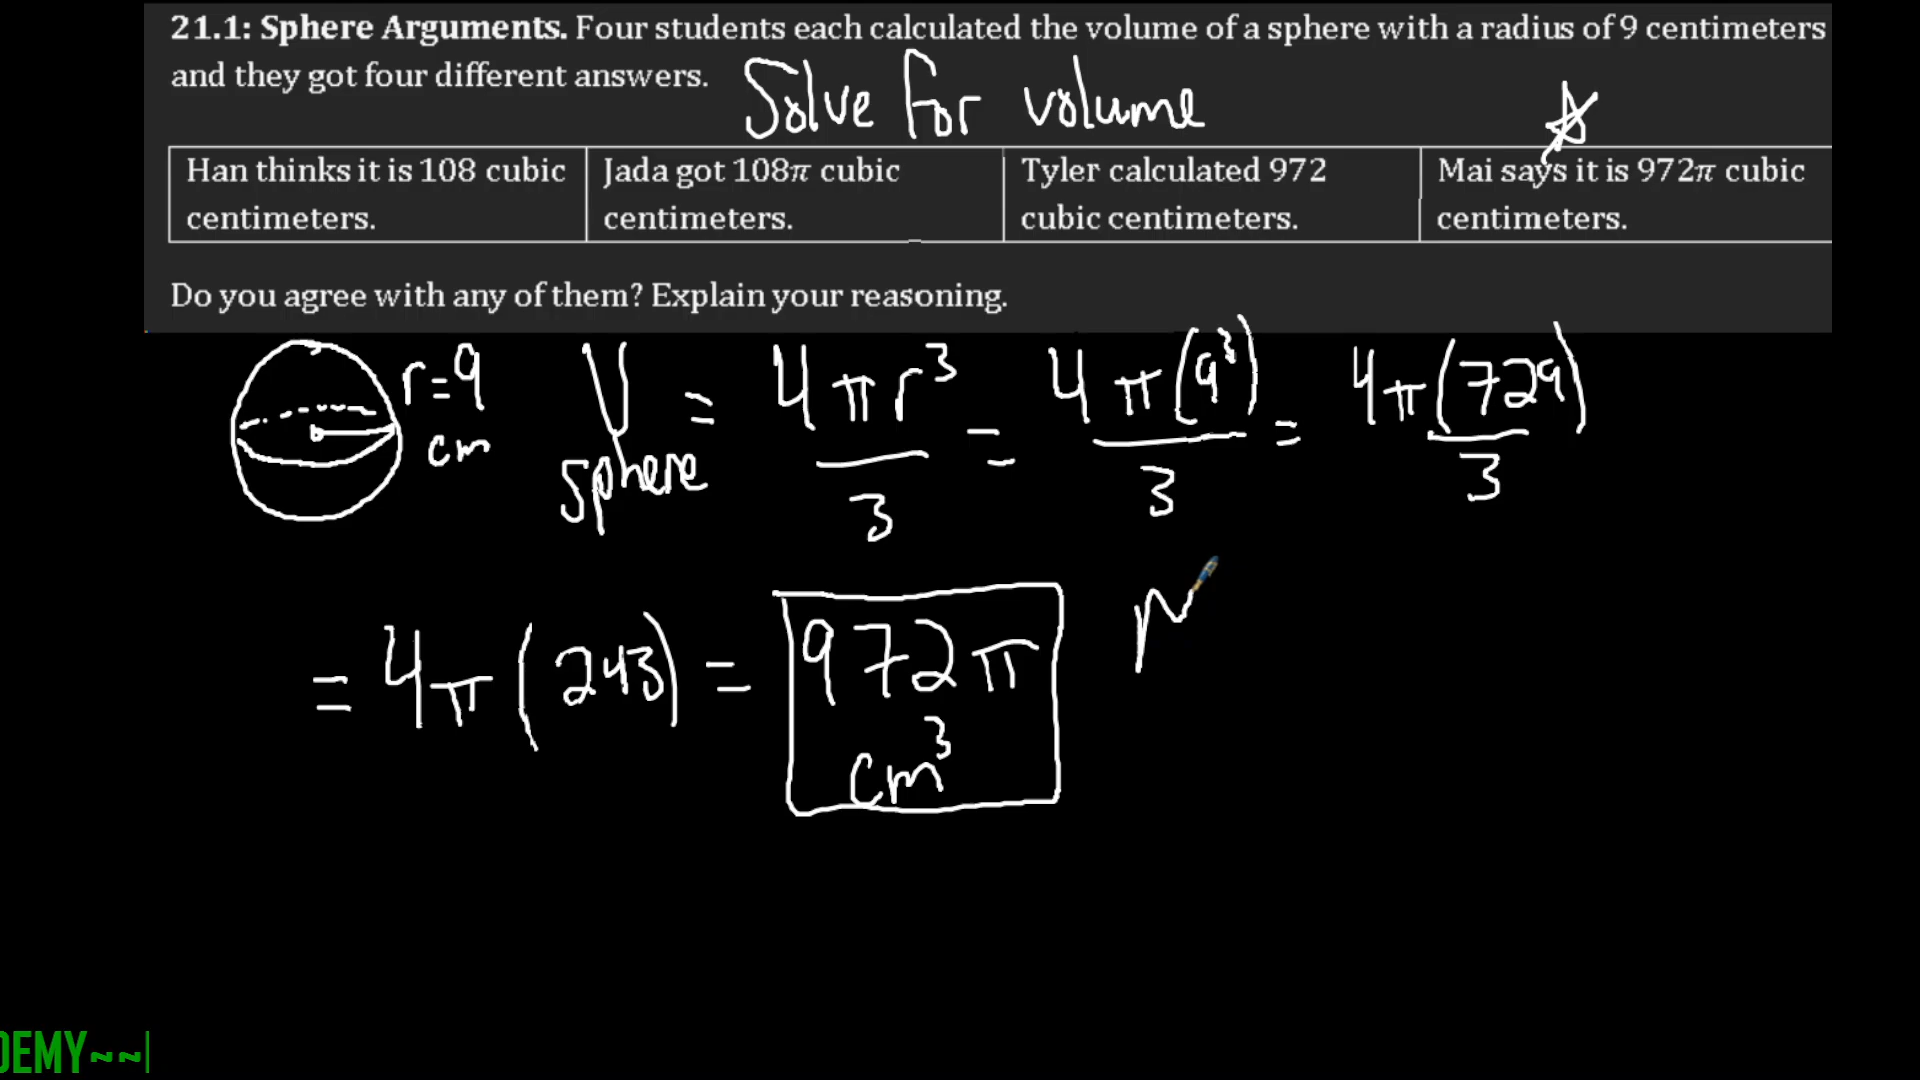 21.1: Sphere Arguments. Four students each calculated the volume of a sphere with a radius of 9 centimeters
and they got four different answers.
Solve for volume
Han thinks it is 108 cubic
centimeters.
Jada got 108π cubic
centimeters.
Tyler calculated 972
cubic centimeters.
Mai says it is 972π cubic
centimeters.
Do you agree with any of them? Explain your reasoning.
r=9
cm
V sphere = 4πr³/3 = 4π(9³)/3 = 4π(729)/3
= 4π(243) = 972π
cm³
M
DEMY~~|